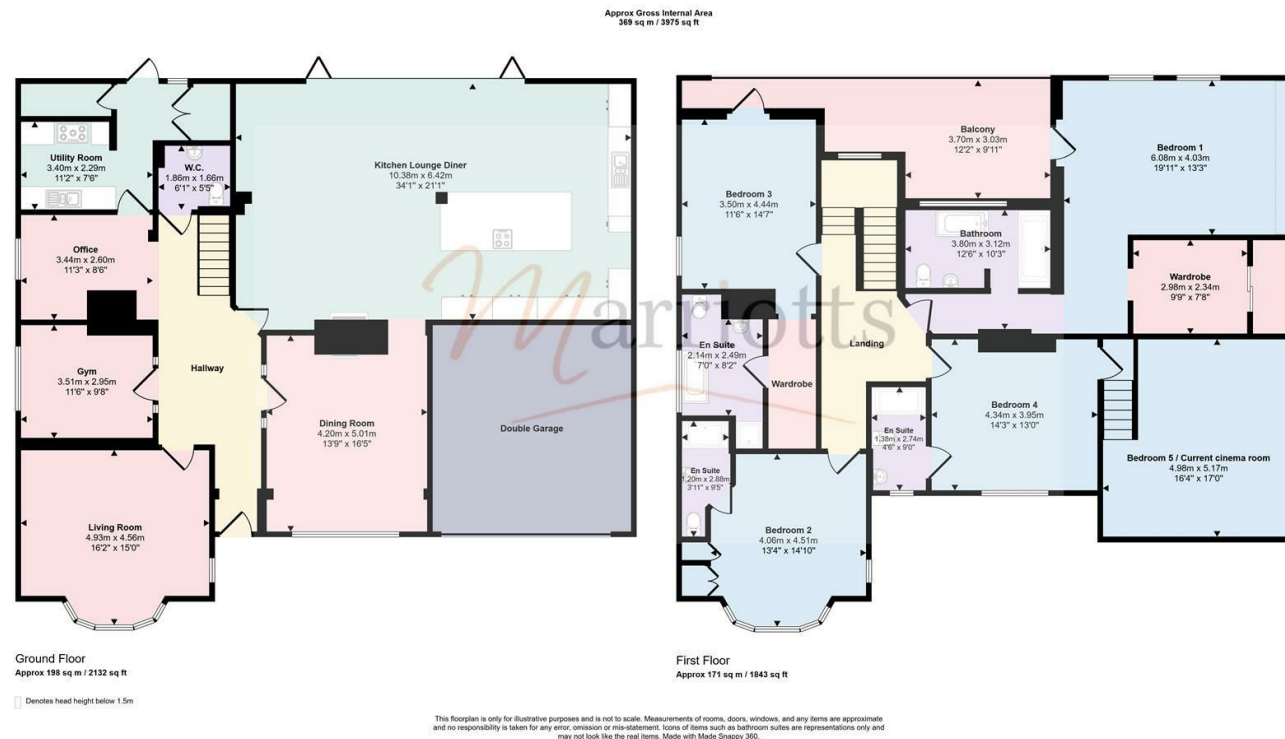 Approx Gross Internal Area
369 sq m / 3975 sq ft
Utility Room
3.40m x 2.29m
11'2" x 7'6"
W.C.
1.86m x 1.66m
6'1" x 5'5"
Kitchen Lounge Diner
10.38m x 6.42m
34'1" x 21'1"
Office
3.44m x 2.60m
11'3" x 8'6"
Gym
3.51m x 2.95m
11'6" x 9'8"
Hallway
Dining Room
4.20m x 5.01m
13'9" x 16'5"
Double Garage
Living Room
4.93m x 4.56m
16'2" x 15'0"
Marriotts
Balcony
3.70m x 3.03m
12'2" x 9'11"
Bedroom 1
6.08m x 4.03m
19'11" x 13'3"
Bedroom 3
3.50m x 4.44m
11'6" x 14'7"
Bathroom
3.80m x 3.12m
12'6" x 10'3"
Wardrobe
2.98m x 2.34m
9'9" x 7'8"
En Suite
2.14m x 2.49m
7'0" x 8'2"
Wardrobe
Landing
Bedroom 4
4.34m x 3.95m
14'3" x 13'0"
En Suite
1.38m x 2.74m
4'6" x 9'0"
Bedroom 5 / Current cinema room
4.98m x 5.17m
16'4" x 17'0"
En Suite
1.20m x 2.88m
3'11" x 9'5"
Bedroom 2
4.06m x 4.51m
13'4" x 14'10"
Ground Floor
Approx 198 sq m / 2132 sq ft
Denotes head height below 1.5m
First Floor
Approx 171 sq m / 1843 sq ft
This floorplan is only for illustrative purposes and is not to scale. Measurements of rooms, doors, windows, and any items are approximate
and no responsibility is taken for any error, omission or mis-statement. Icons of items such as bathroom suites are representations only and
may not look like the real items. Made with Made Snappy 360.